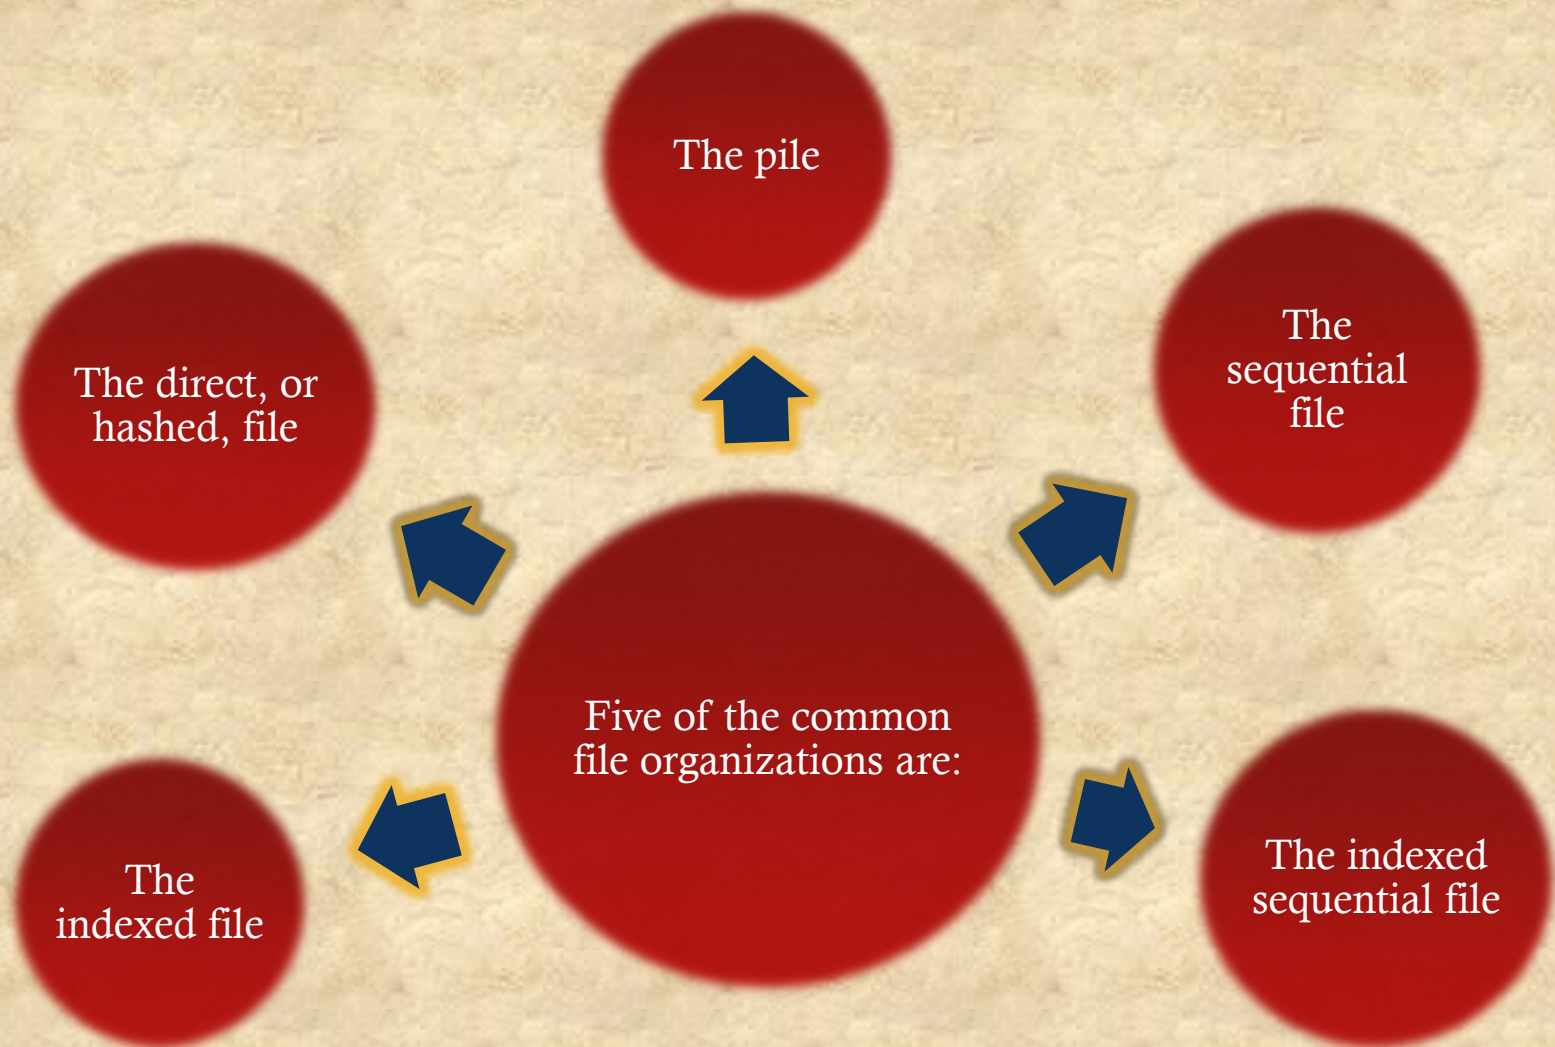 The pile
The
sequential
file
The direct, or
hashed, file
Five of the common
file organizations are:
The
indexed file
The indexed
sequential file